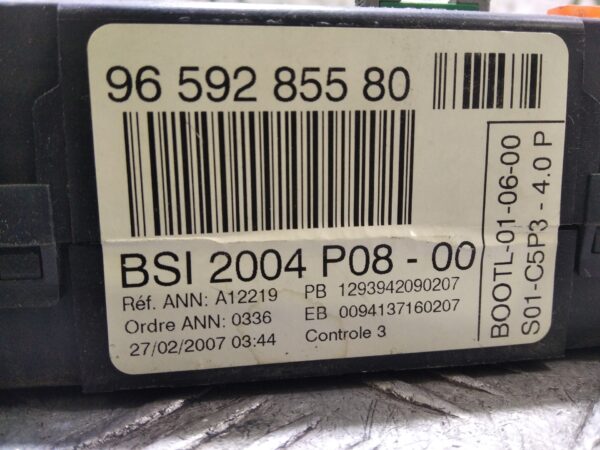 96 592 855 80
BSI 2004 P08 - 00
Réf. ANN: A12219 PB 1293942090207
Ordre ANN: 0336 EB 0094137160207
27/02/2007 03:44 Controle 3
BOOTL-01-06-00
S01-C5P3 - 4.0 P